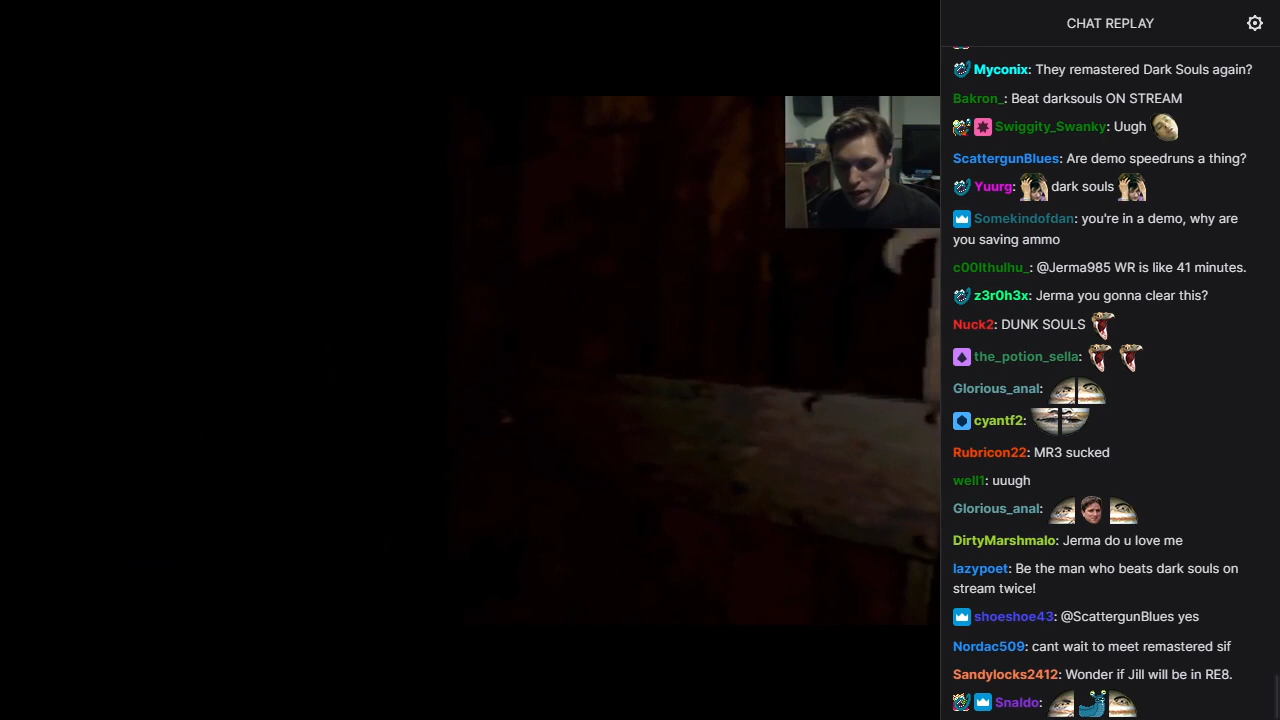 CHAT REPLAY
Myconix: They remastered Dark Souls again?
Bakron_: Beat darksouls ON STREAM
Swiggity_Swanky: Uugh
ScattergunBlues: Are demo speedruns a thing?
Yuurg: dark souls
Somekindofdan: you're in a demo, why are
you saving ammo
c00lthulhu_: @Jerma985 WR is like 41 minutes.
z3r0h3x: Jerma you gonna clear this?
Nuck2: DUNK SOULS
the_potion_sella:
Glorious_anal:
cyantf2:
Rubricon22: MR3 sucked
well1: uuugh
Glorious_anal:
DirtyMarshmalo: Jerma do u love me
lazypoet: Be the man who beats dark souls on
stream twice!
shoeshoe43: @ScattergunBlues yes
Nordac509: cant wait to meet remastered sif
Sandylocks2412: Wonder if Jill will be in RE8.
Snaldo: